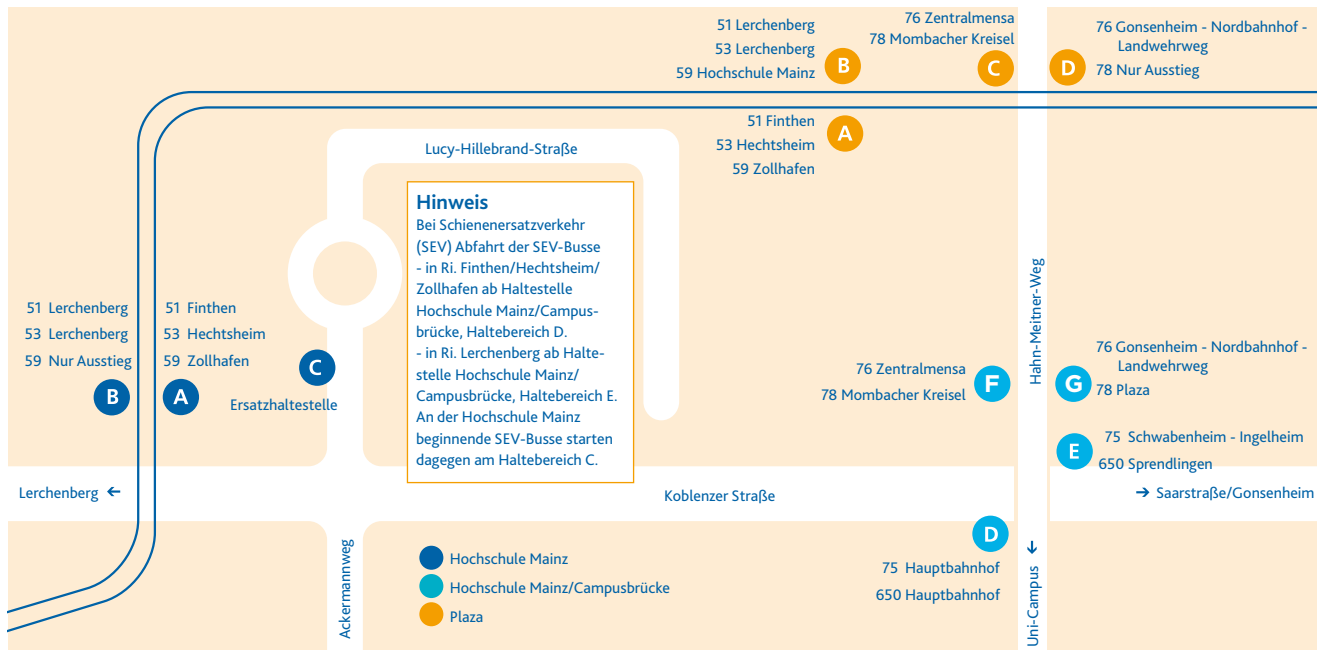 51 Lerchenberg
53 Lerchenberg
59 Hochschule Mainz
B
76 Zentralmensa
78 Mombacher Kreisel
C
D
76 Gonsenheim - Nordbahnhof -
Landwehrweg
78 Nur Ausstieg
51 Finthen
53 Hechtsheim
59 Zollhafen
A
Lucy-Hillebrand-Straße
Hinweis
Bei Schienenersatzverkehr
(SEV) Abfahrt der SEV-Busse
- in Ri. Finthen/Hechtsheim/
Zollhafen ab Haltestelle
Hochschule Mainz/Campus-
brücke, Haltebereich D.
- in Ri. Lerchenberg ab Halte-
stelle Hochschule Mainz/
Campusbrücke, Haltebereich E.
An der Hochschule Mainz
beginnende SEV-Busse starten
dagegen am Haltebereich C.
51 Lerchenberg
53 Lerchenberg
59 Nur Ausstieg
B
51 Finthen
53 Hechtsheim
59 Zollhafen
A
C
Ersatzhaltestelle
Hahn-Meitner-Weg
76 Zentralmensa
78 Mombacher Kreisel
F
G
76 Gonsenheim - Nordbahnhof -
Landwehrweg
78 Plaza
E
75 Schwabenheim - Ingelheim
650 Sprendlingen
Lerchenberg ←
Koblenzer Straße
→ Saarstraße/Gonsenheim
D
75 Hauptbahnhof
650 Hauptbahnhof
Ackermannweg
Hochschule Mainz
Hochschule Mainz/Campusbrücke
Plaza
Uni-Campus →